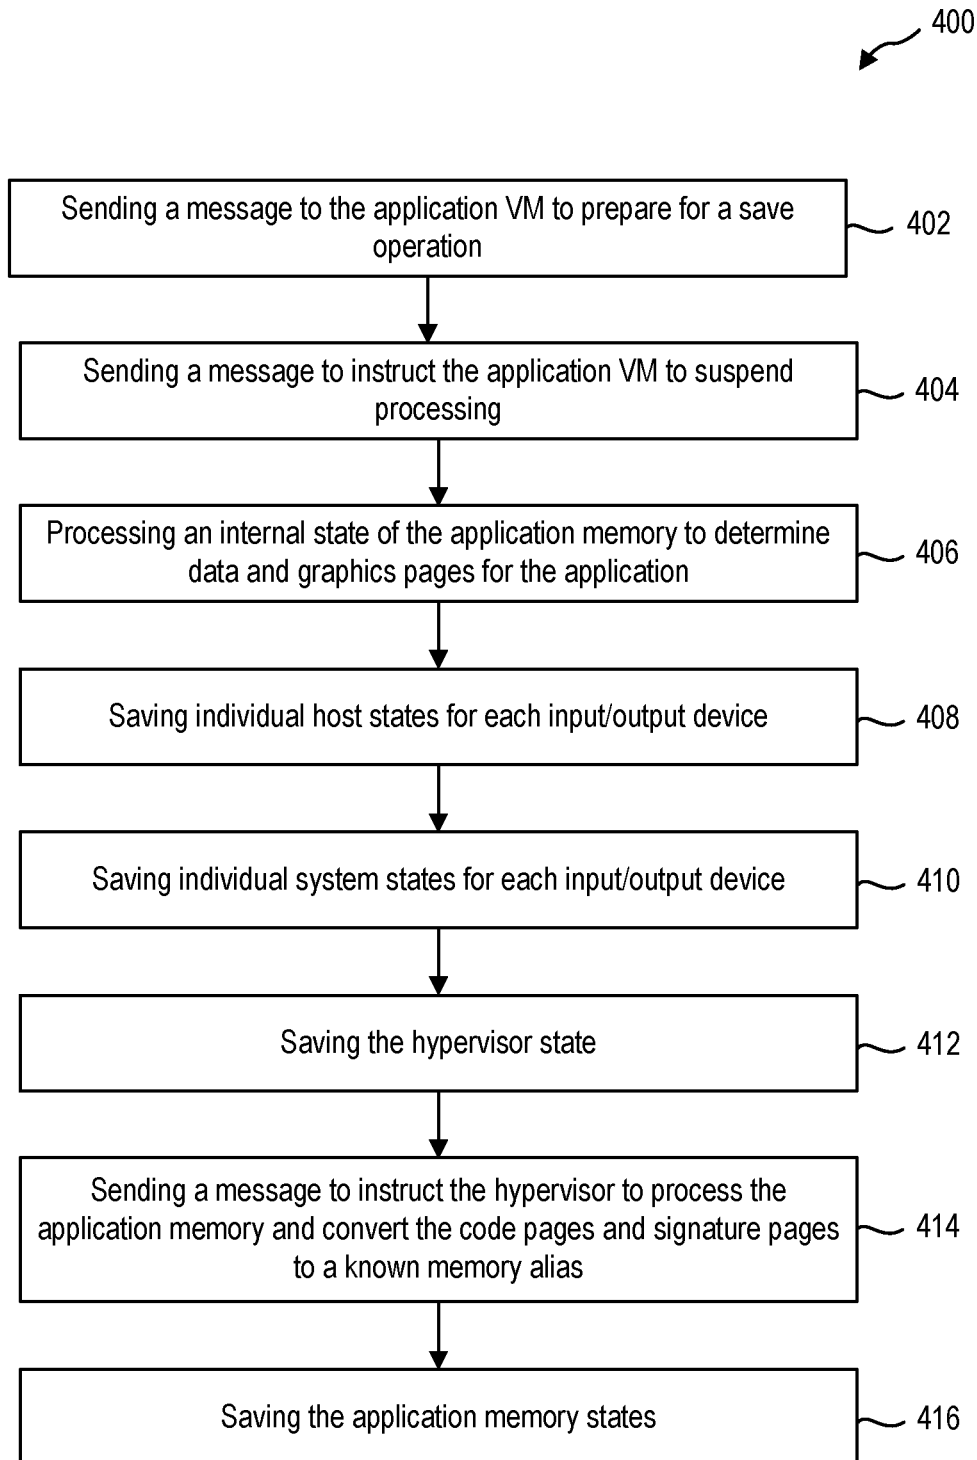 400
Sending a message to the application VM to prepare for a save
operation
402
Sending a message to instruct the application VM to suspend
processing
404
Processing an internal state of the application memory to determine
data and graphics pages for the application
406
Saving individual host states for each input/output device
408
Saving individual system states for each input/output device
410
Saving the hypervisor state
412
Sending a message to instruct the hypervisor to process the
application memory and convert the code pages and signature pages
to a known memory alias
414
Saving the application memory states
416